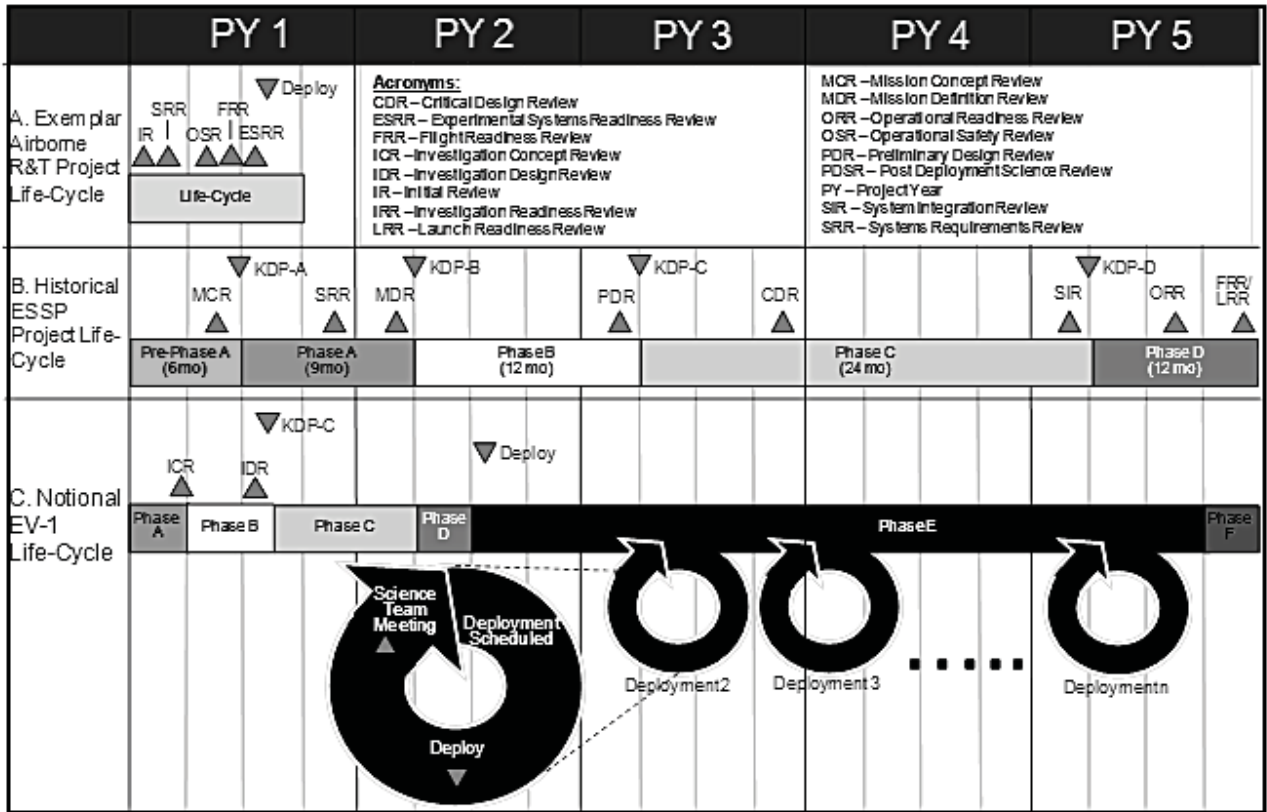 PY 1
PY 2
PY 3
PY 4
PY 5
A. Exemplar
Airborne
R&T Project
Life-Cycle
IR
SRR
OSR
FRR
ESRR
Deploy
Life-Cycle
Acronyms:
CDR – Critical Design Review
ESRR – Experimental Systems Readiness Review
FRR – Flight Readiness Review
ICR – Investigation Concept Review
IDR – Investigation Design Review
IR – Initial Review
IRR – Investigation Readiness Review
LRR – Launch Readiness Review
MCR – Mission Concept Review
MDR – Mission Definition Review
ORR – Operational Readiness Review
OSR – Operational Safety Review
PDR – Preliminary Design Review
PDSR – Post Deployment Science Review
PY – Project Year
SIR – System Integration Review
SRR – Systems Requirements Review
B. Historical
ESSP
Project Life-
Cycle
KDP-A
KDP-B
KDP-C
KDP-D
MCR
SRR
MDR
PDR
CDR
SIR
ORR
FRR/
LRR
Pre-Phase A
(6mo)
Phase A
(9mo)
Phase B
(12 mo)
Phase C
(24 mo)
Phase D
(12 mo}
C. Notional
EV-1
Life-Cycle
KDP-C
Deploy
ICR
IDR
Phase
A
Phase B
Phase C
Phase
D
Phase E
Phase
F
Science
Team
Meeting
Deployment
Scheduled
Deploy
Deployment 2
Deployment 3
Deployment n